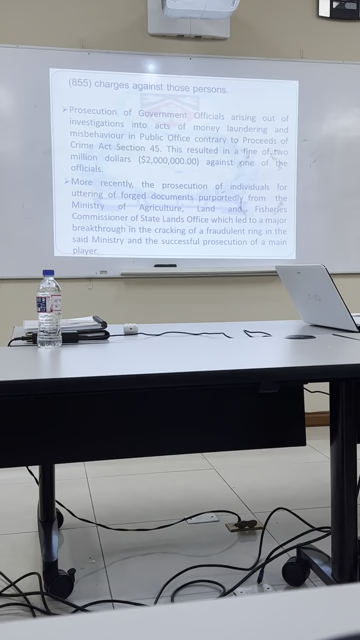 (855) charges against those persons.
➢ Prosecution of Government Officials arising out of
investigations into acts of money laundering and
misbehaviour in Public Office contrary to Proceeds of
Crime Act Section 45. This resulted in a fine of two
million dollars ($2,000,000.00) against one of the
officials.
➢ More recently, the prosecution of individuals for
uttering of forged documents purportedly from the
Ministry of Agriculture, Land and Fisheries
Commissioner of State Lands Office which led to a major
breakthrough in the cracking of a fraudulent ring in the
said Ministry and the successful prosecution of a main
player.